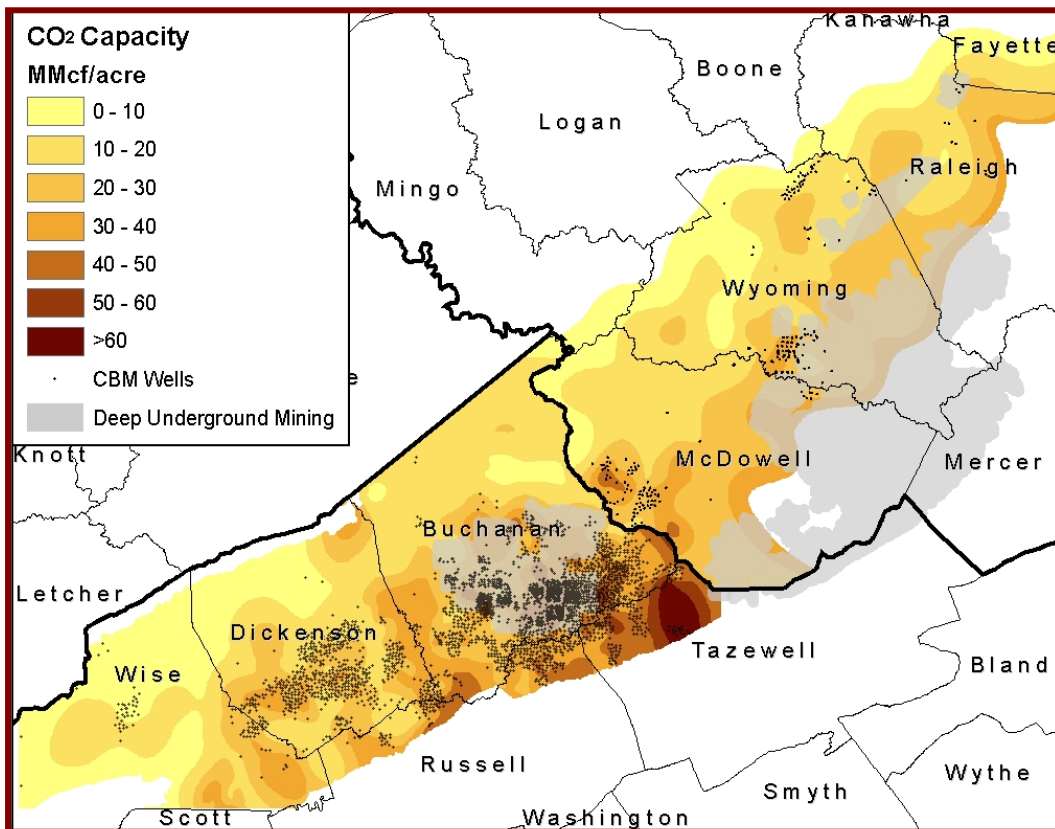 CO2 Capacity
MMcf/acre
0 - 10
10 - 20
20 - 30
30 - 40
40 - 50
50 - 60
>60
CBM Wells
Deep Underground Mining
Kanawha
Fayette
Boone
Logan
Raleigh
Mingo
Wyoming
e
Knott
McDowell
Mercer
Buchanan
Letcher
Dickenson
Tazewell
Wise
Bland
Russell
Wythe
Smyth
Scott
Washington